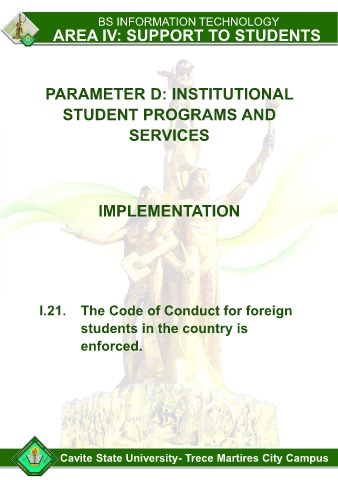 BS INFORMATION TECHNOLOGY
AREA IV: SUPPORT TO STUDENTS
PARAMETER D: INSTITUTIONAL
STUDENT PROGRAMS AND
SERVICES
IMPLEMENTATION
I.21. The Code of Conduct for foreign
students in the country is
enforced.
Cavite State University- Trece Martires City Campus